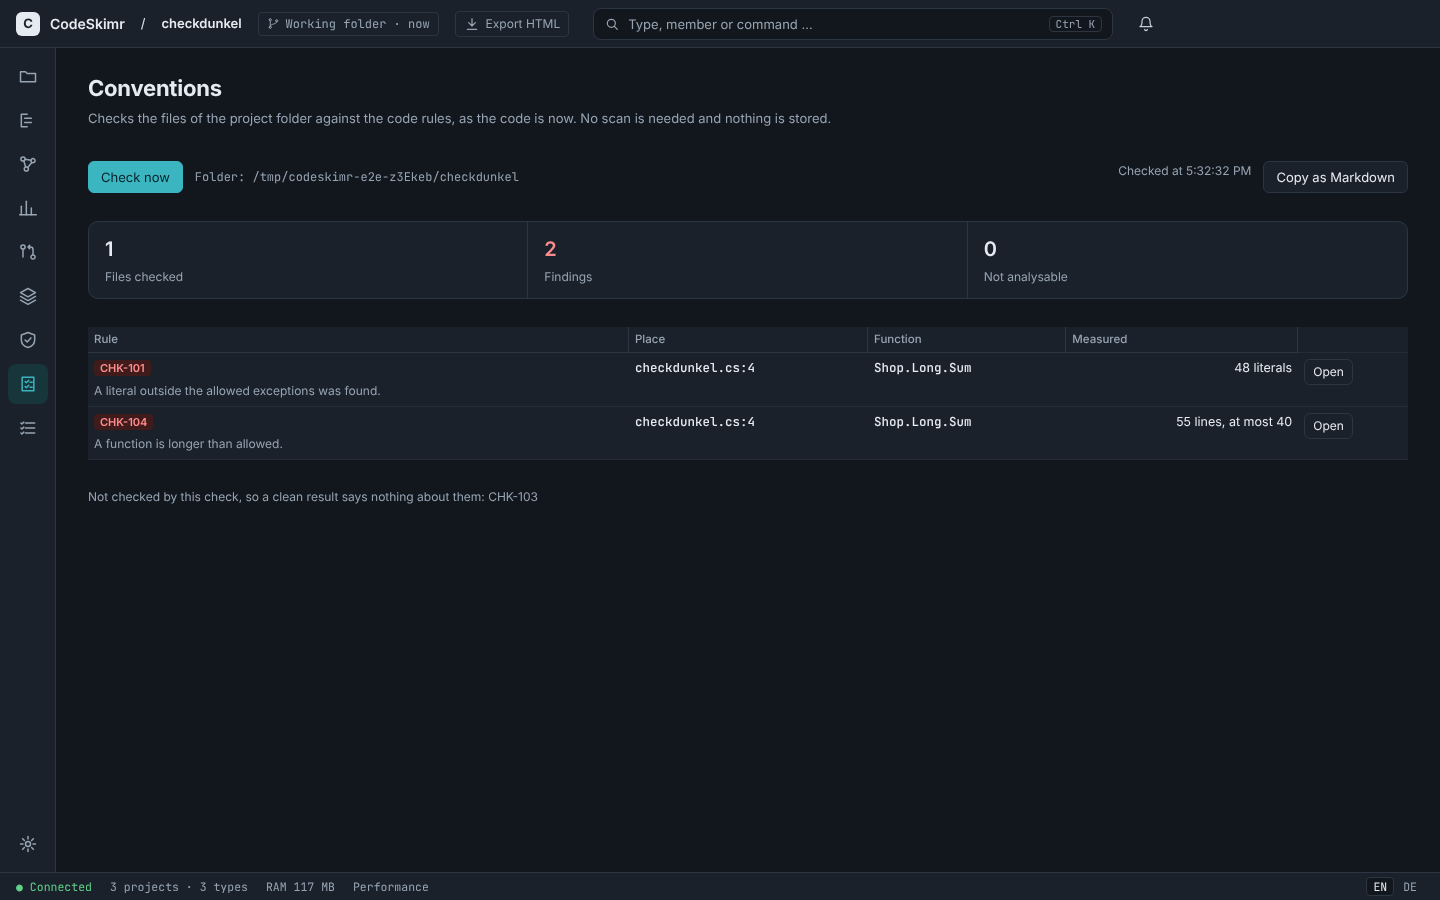 C CodeSkimr / checkdunkel Working folder · now Export HTML Type, member or command ... Ctrl K
Conventions
Checks the files of the project folder against the code rules, as the code is now. No scan is needed and nothing is stored.
Check now Folder: /tmp/codeskimr-e2e-z3Ekeb/checkdunkel Checked at 5:32:32 PM Copy as Markdown
1 2 0
Files checked Findings Not analysable
Rule Place Function Measured
CHK-101 checkdunkel.cs:4 Shop.Long.Sum 48 literals Open
A literal outside the allowed exceptions was found.
CHK-104 checkdunkel.cs:4 Shop.Long.Sum 55 lines, at most 40 Open
A function is longer than allowed.
Not checked by this check, so a clean result says nothing about them: CHK-103
Connected 3 projects · 3 types RAM 117 MB Performance EN DE